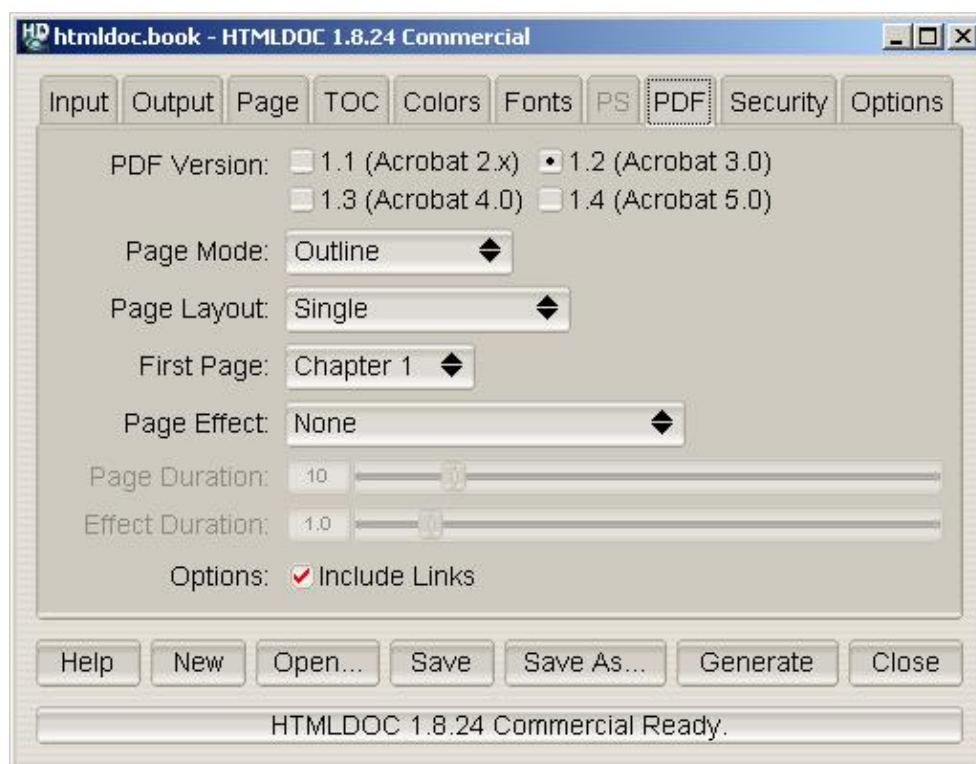 htmldoc.book - HTMLDOC 1.8.24 Commercial
Input Output Page TOC Colors Fonts PS PDF Security Options
PDF Version: 1.1 (Acrobat 2.x) 1.2 (Acrobat 3.0)
1.3 (Acrobat 4.0) 1.4 (Acrobat 5.0)
Page Mode: Outline
Page Layout: Single
First Page: Chapter 1
Page Effect: None
Page Duration: 10
Effect Duration: 1.0
Options: Include Links
Help New Open... Save Save As... Generate Close
HTMLDOC 1.8.24 Commercial Ready.